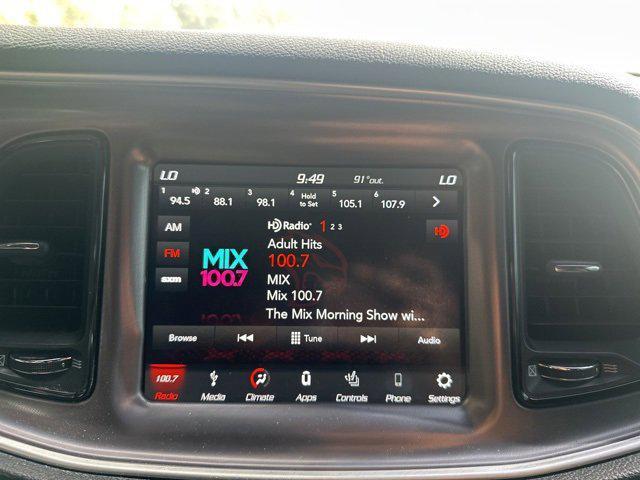 LO 9:49 91°out. LO
1 94.5 HD 2 88.1 3 98.1 4 Hold to Set 5 105.1 6 107.9 >
AM
HD Radio 1 2 3
HD
Adult Hits
FM
MIX
100.7
100.7
sxm
MIX
Mix 100.7
The Mix Morning Show wi...
Browse Tune Audio
100.7
Radio Media Climate Apps Controls Phone Settings